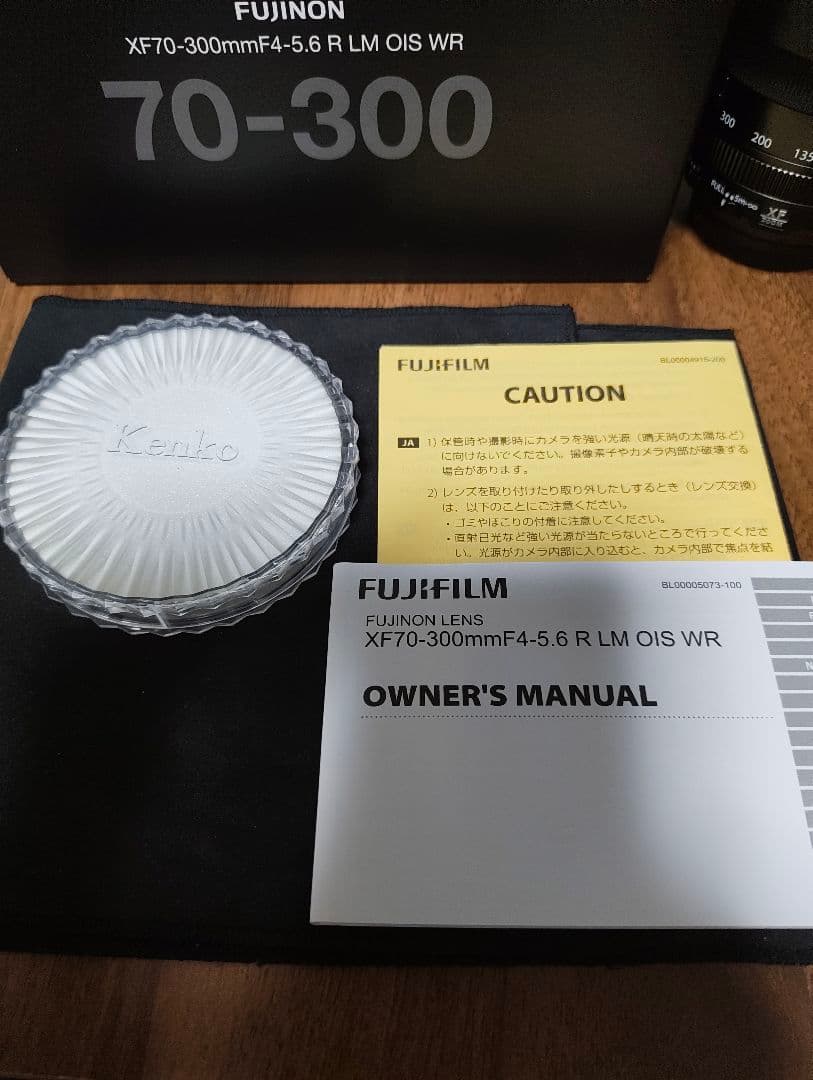 FUJINON
XF70-300mmF4-5.6 R LM OIS WR
70-300
300 200 135
FULL 5m-∞
XF
ZOOM
Kenko
FUJIFILM
BL00004915-200
CAUTION
JA 1) 保管時や撮影時にカメラを強い光源（晴天時の太陽など）
に向けないでください。撮像素子やカメラ内部が破壊する
場合があります。
2) レンズを取り付けたり取り外したしするとき（レンズ交換）
は、以下のことにご注意ください。
・ゴミやほこりの付着に注意してください。
・直射日光など強い光源が当たらないところで行ってくださ
い。光源がカメラ内部に入り込むと、カメラ内部で焦点を結
FUJIFILM
BL00005073-100
FUJINON LENS
XF70-300mmF4-5.6 R LM OIS WR
OWNER'S MANUAL